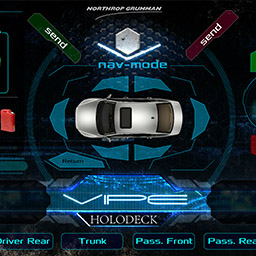 NORTHROP GRUMMAN
send
send
nav-mode
Return
VIPE
HOLODECK
Driver Rear
Trunk
Pass. Front
Pass. Rea